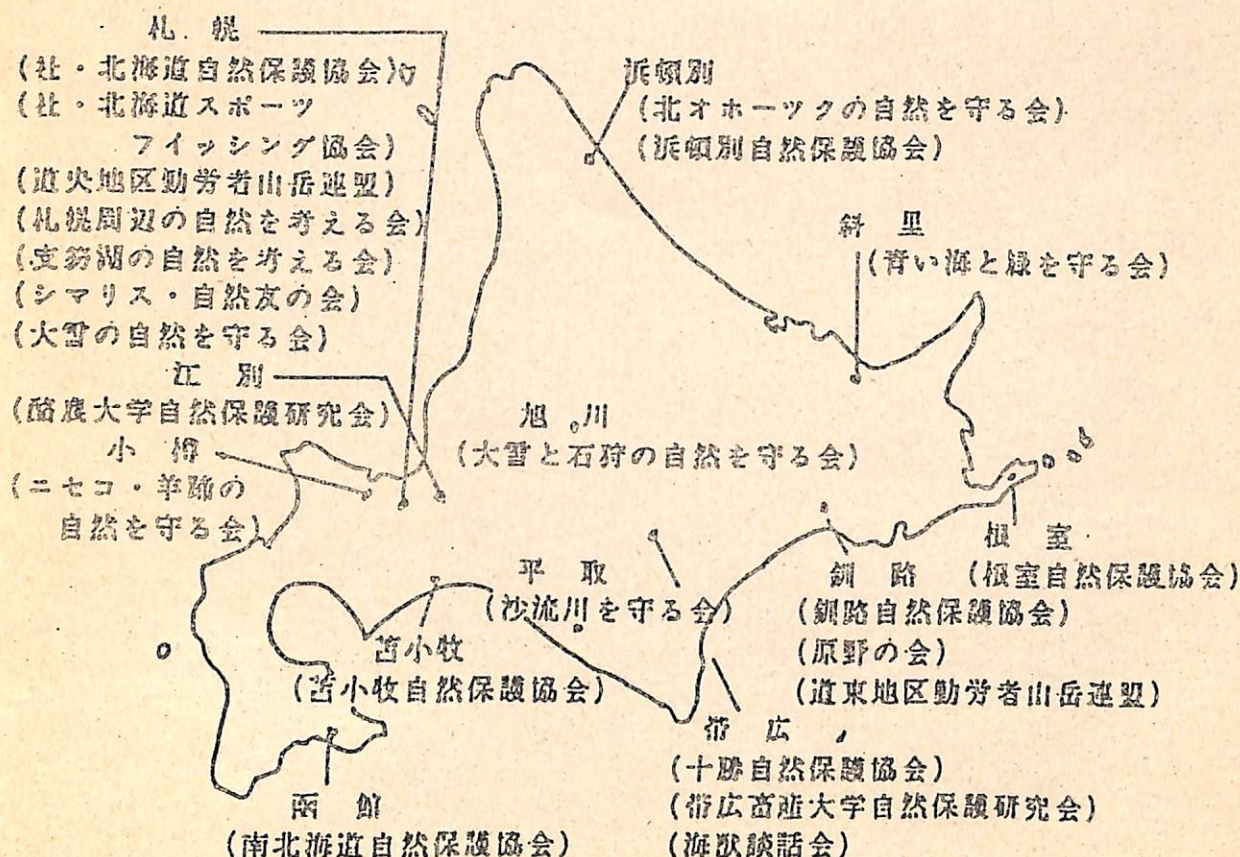 札幌
(社・北海道自然保護協会)
(社・北海道スポーツ
フイッシング協会)
(道央地区勤労者山岳連盟)
(札幌周辺の自然を考える会)
(支笏湖の自然を考える会)
(シマリス・自然友の会)
(大雪の自然を守る会)
江別
(酪農大学自然保護研究会)
小樽
(ニセコ・羊蹄の
自然を守る会)
浜頓別
(北オホーツクの自然を守る会)
(浜頓別自然保護協会)
斜里
(青い海と緑を守る会)
旭川
(大雪と石狩の自然を守る会)
根室
(根室自然保護協会)
釧路
(釧路自然保護協会)
(原野の会)
(道東地区勤労者山岳連盟)
平取
(沙流川を守る会)
苫小牧
(苫小牧自然保護協会)
帯広
(十勝自然保護協会)
(帯広畜産大学自然保護研究会)
(海獣談話会)
函館
(南北海道自然保護協会)